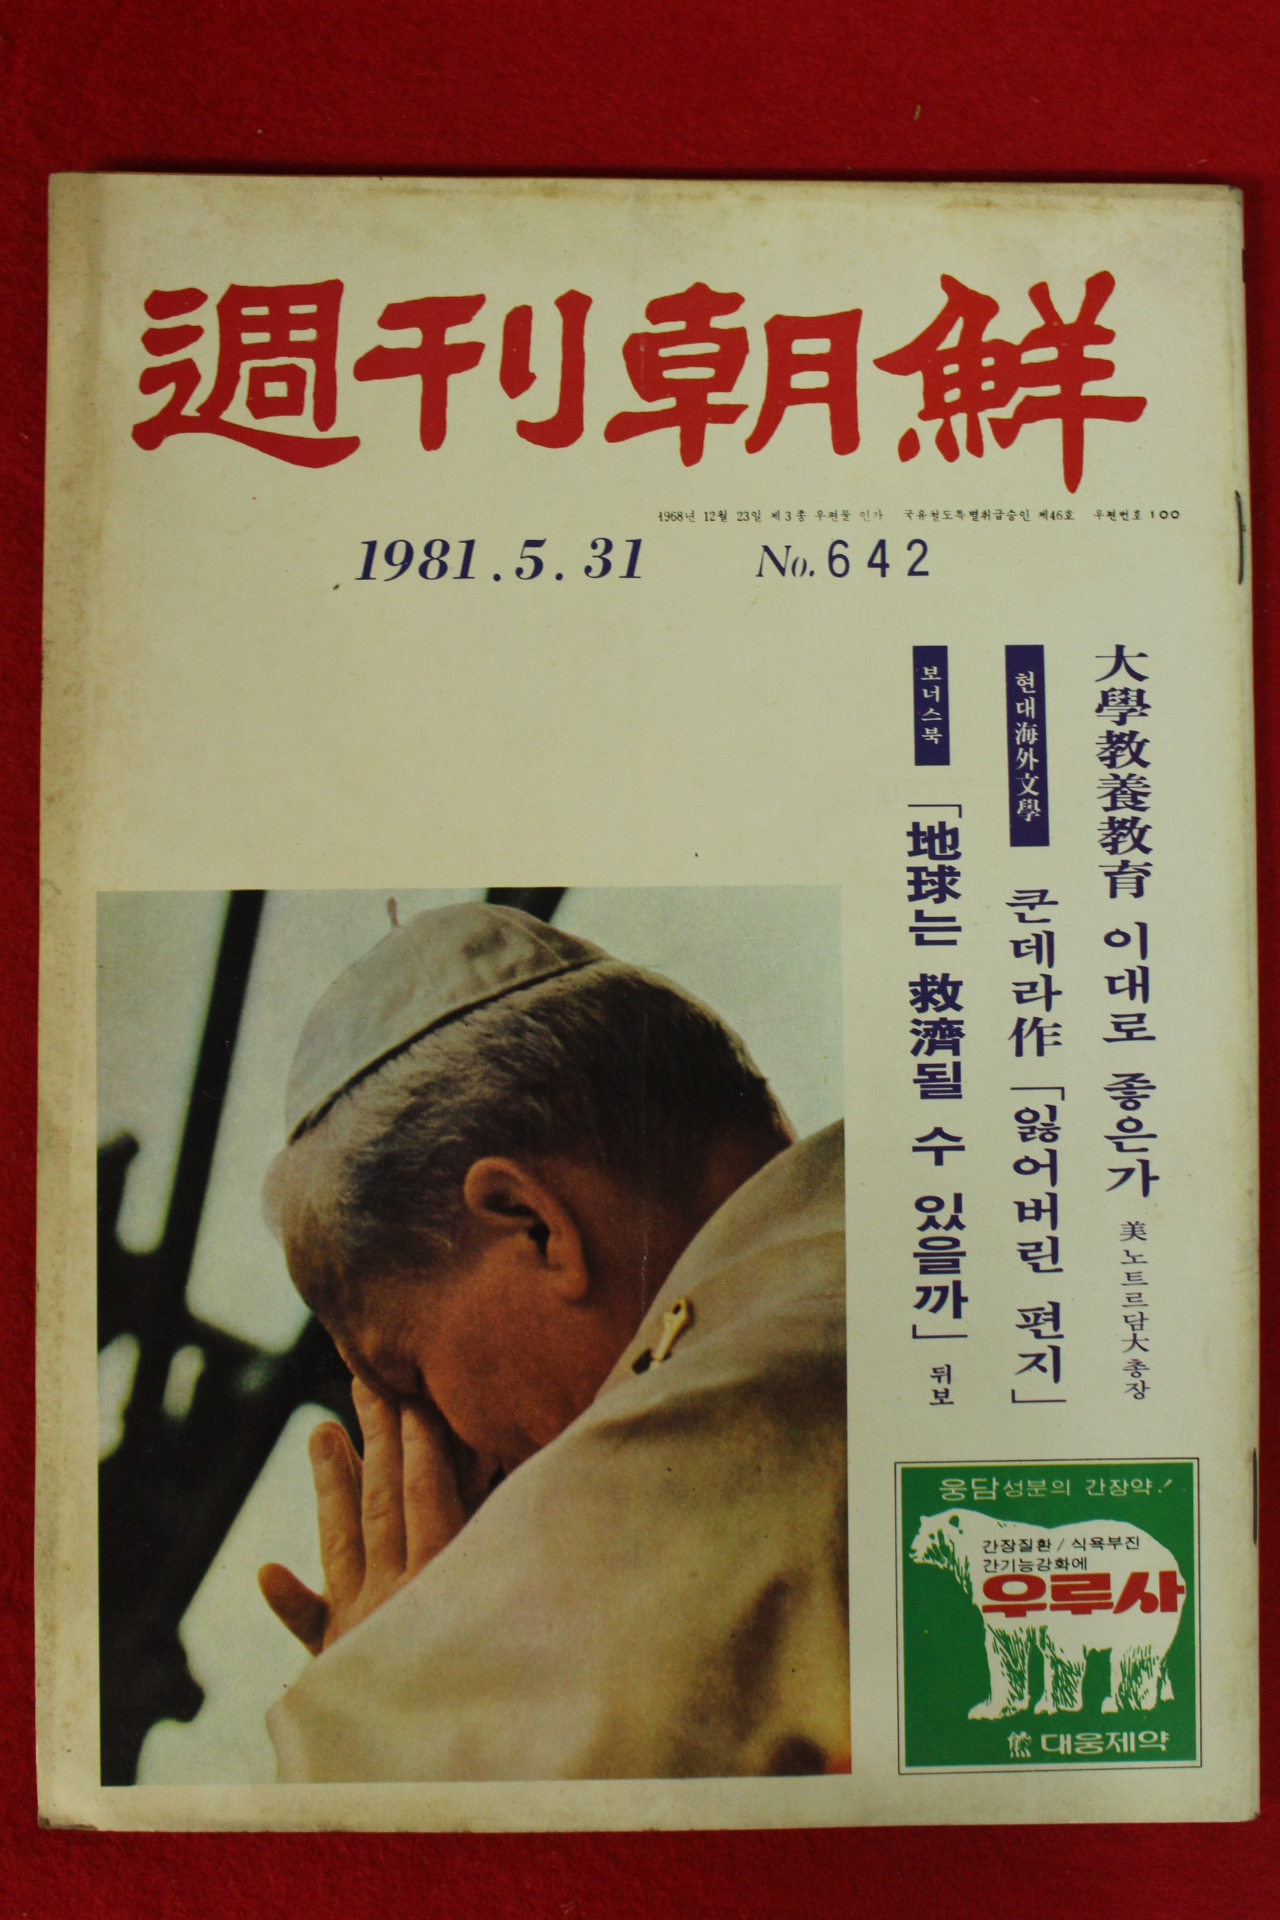 週刊朝鮮
1968년 12월 23일 제3종 우편물 인가 국유철도특별취급승인 제46호 우편번호 100
1981.5.31 No.642
大學教養教育 이대로 좋은가 美노트르담大총장
현대海外文學 쿤데라作 「잃어버린 편지」
보너스북 「地球는 救濟될 수 있을까」 뒤보
웅담성분의 간장약!
간장질환/식욕부진
간기능강화에
우루사
熊 대웅제약